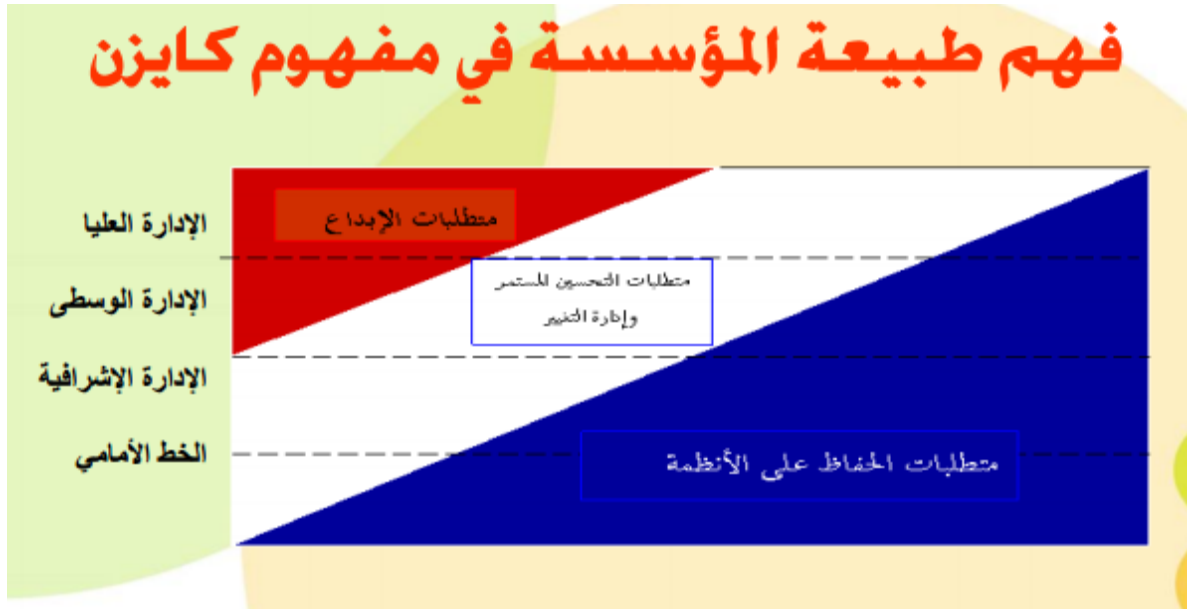 فهم طبيعة المؤسسة في مفهوم كايزن
الإدارة العليا
متطلبات الإبداع
الإدارة الوسطى
متطلبات التحسين المستمر
وإدارة التغيير
الإدارة الإشرافية
الخط الأمامي
متطلبات الحفاظ على الأنظمة